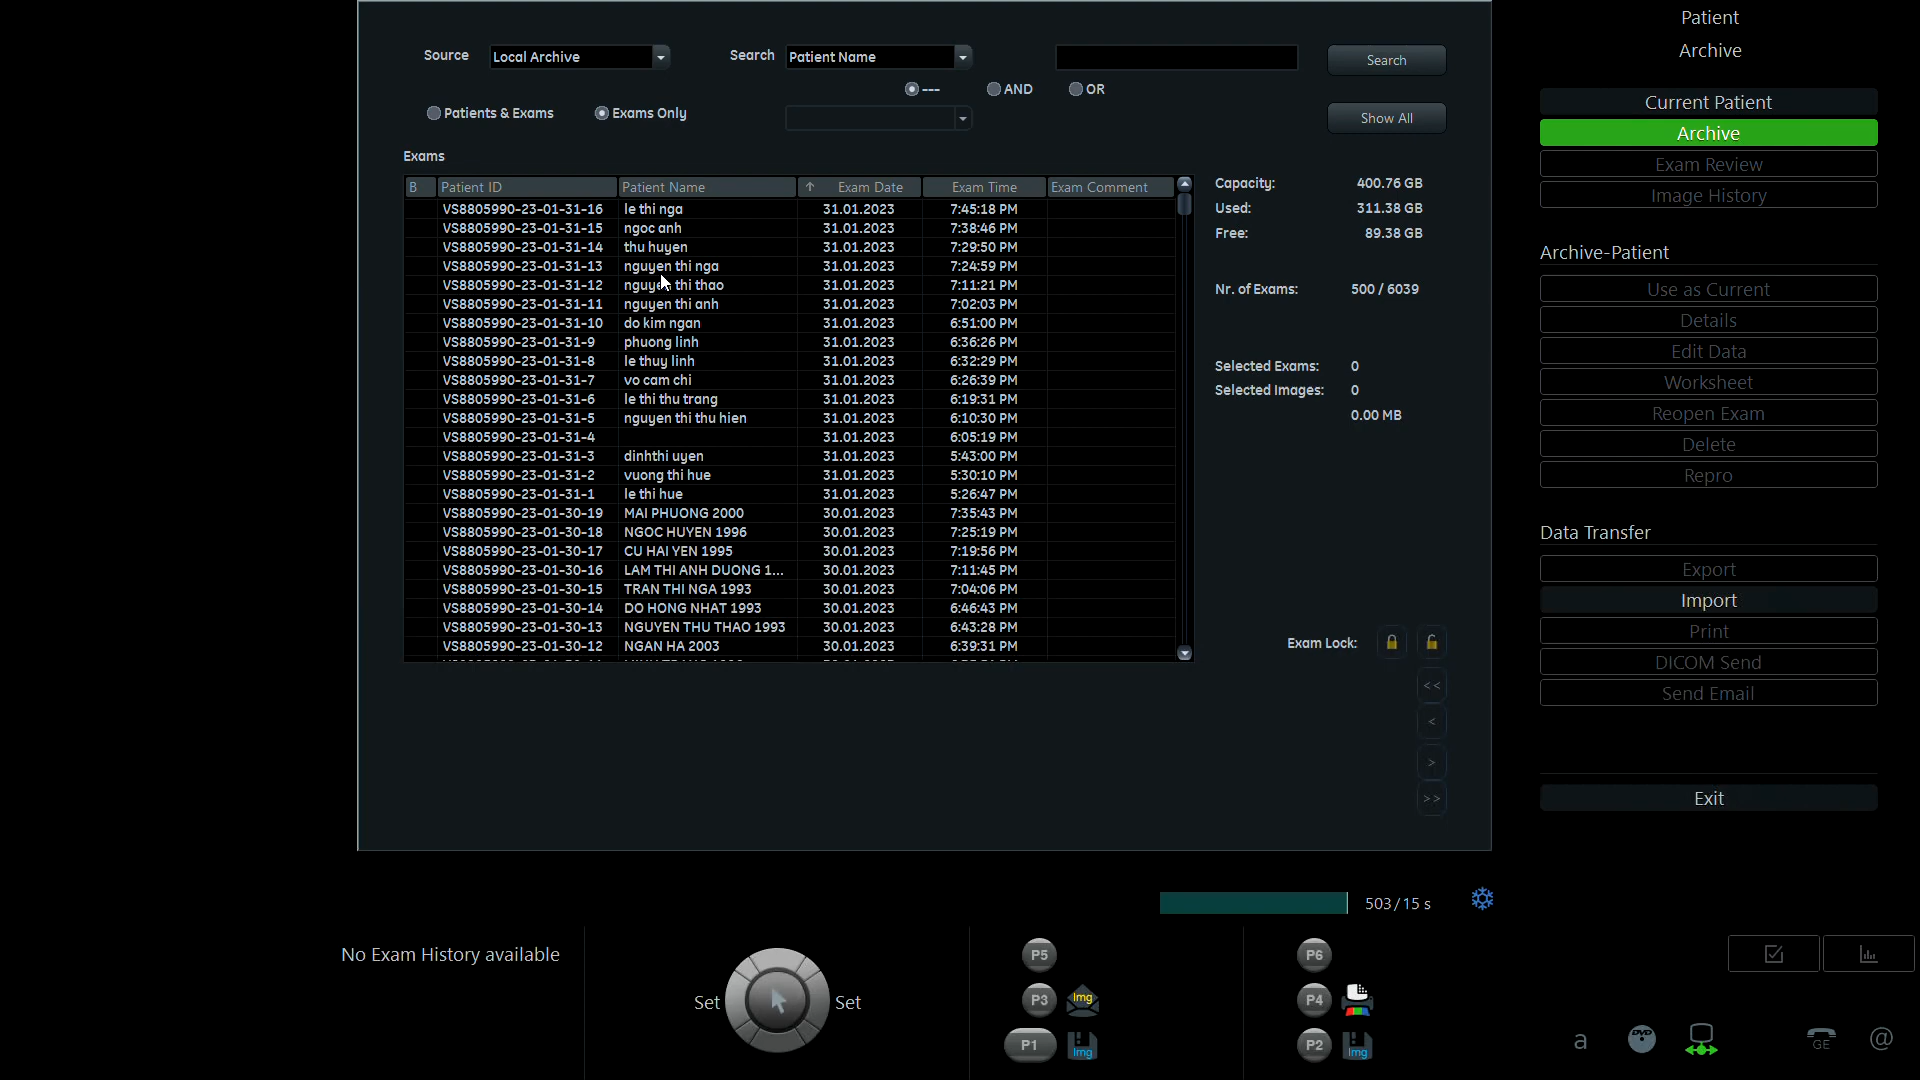 Patient
Archive
Source Local Archive Search Patient Name Search
--- AND OR
Patients & Exams Exams Only Show All
Exams
B Patient ID Patient Name Exam Date Exam Time Exam Comment
VS8805990-23-01-31-16 le thi nga 31.01.2023 7:45:18 PM
VS8805990-23-01-31-15 ngoc anh 31.01.2023 7:38:46 PM
VS8805990-23-01-31-14 thu huyen 31.01.2023 7:29:50 PM
VS8805990-23-01-31-13 nguyen thi nga 31.01.2023 7:24:59 PM
VS8805990-23-01-31-12 nguyen thi thao 31.01.2023 7:11:21 PM
VS8805990-23-01-31-11 nguyen thi anh 31.01.2023 7:02:03 PM
VS8805990-23-01-31-10 do kim ngan 31.01.2023 6:51:00 PM
VS8805990-23-01-31-9 phuong linh 31.01.2023 6:36:26 PM
VS8805990-23-01-31-8 le thuy linh 31.01.2023 6:32:29 PM
VS8805990-23-01-31-7 vo cam chi 31.01.2023 6:26:39 PM
VS8805990-23-01-31-6 le thi thu trang 31.01.2023 6:19:31 PM
VS8805990-23-01-31-5 nguyen thi thu hien 31.01.2023 6:10:30 PM
VS8805990-23-01-31-4 31.01.2023 6:05:19 PM
VS8805990-23-01-31-3 dinhthi uyen 31.01.2023 5:43:00 PM
VS8805990-23-01-31-2 vuong thi hue 31.01.2023 5:30:10 PM
VS8805990-23-01-31-1 le thi hue 31.01.2023 5:26:47 PM
VS8805990-23-01-30-19 MAI PHUONG 2000 30.01.2023 7:35:43 PM
VS8805990-23-01-30-18 NGOC HUYEN 1996 30.01.2023 7:25:19 PM
VS8805990-23-01-30-17 CU HAI YEN 1995 30.01.2023 7:19:56 PM
VS8805990-23-01-30-16 LAM THI ANH DUONG 1... 30.01.2023 7:11:45 PM
VS8805990-23-01-30-15 TRAN THI NGA 1993 30.01.2023 7:04:06 PM
VS8805990-23-01-30-14 DO HONG NHAT 1993 30.01.2023 6:46:43 PM
VS8805990-23-01-30-13 NGUYEN THU THAO 1993 30.01.2023 6:43:28 PM
VS8805990-23-01-30-12 NGAN HA 2003 30.01.2023 6:39:31 PM
Capacity: 400.76 GB
Used: 311.38 GB
Free: 89.38 GB
Nr. of Exams: 500 / 6039
Selected Exams: 0
Selected Images: 0
0.00 MB
Exam Lock:
<<
<
>
>>
Current Patient
Archive
Exam Review
Image History
Archive-Patient
Use as Current
Details
Edit Data
Worksheet
Reopen Exam
Delete
Repro
Data Transfer
Export
Import
Print
DICOM Send
Send Email
Exit
503 / 15 s
No Exam History available
Set Set
P5 P6
P3 Img P4
P1 Img P2 Img
a DVD GE @